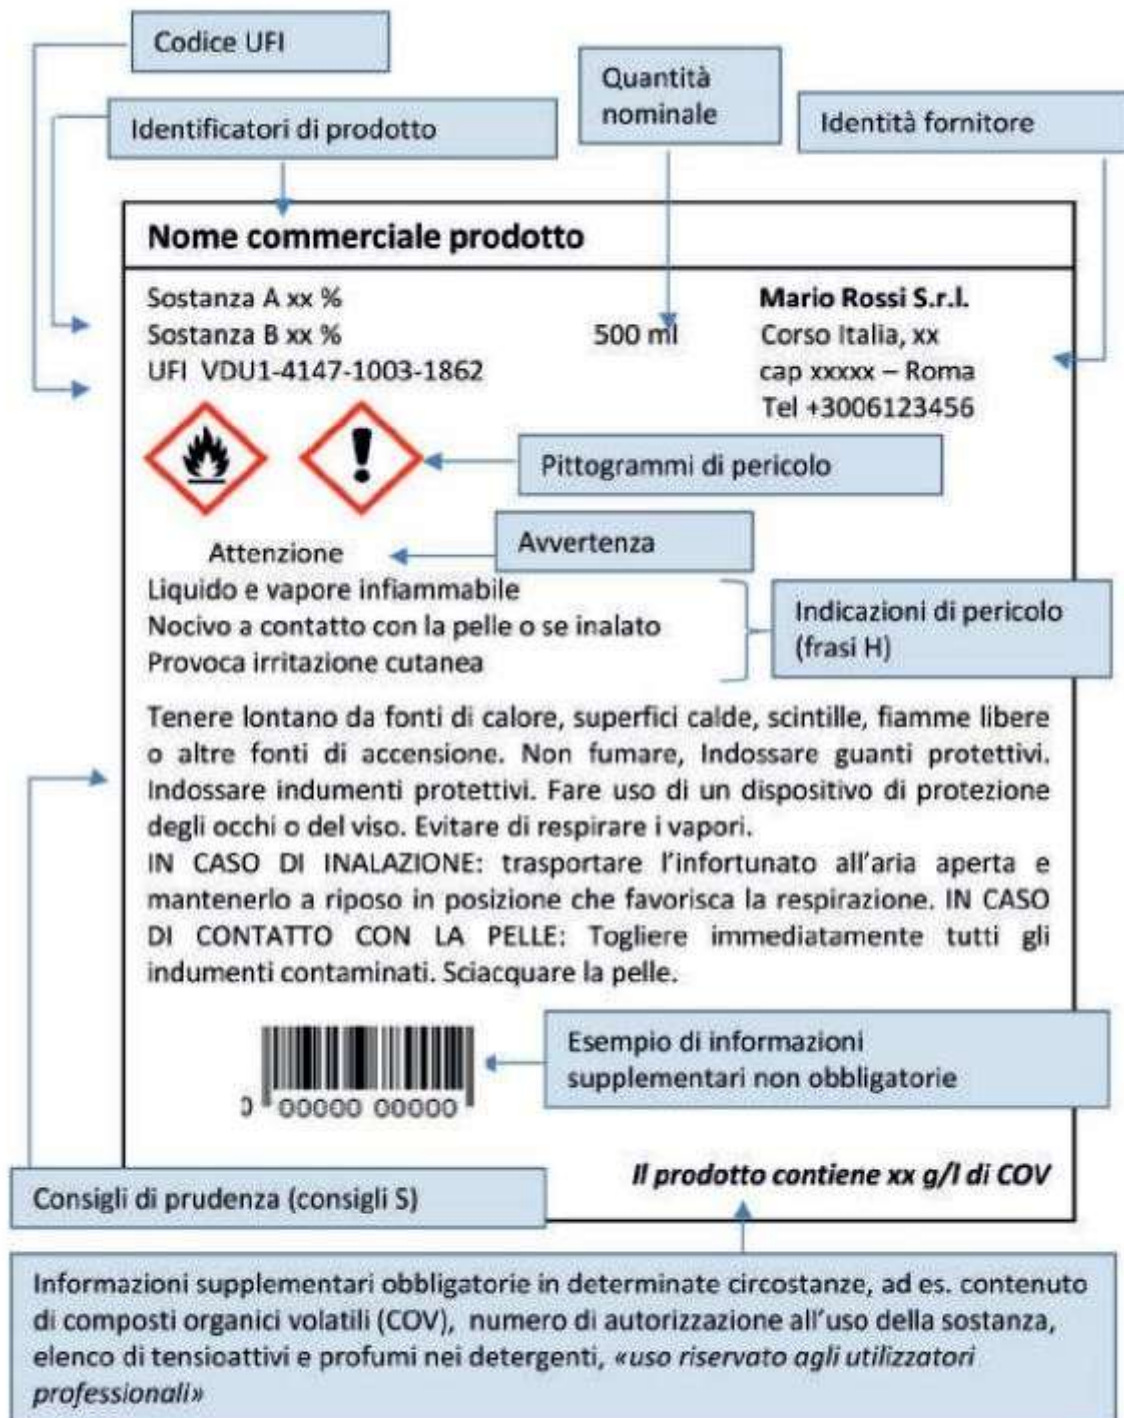 Codice UFI
Quantità
nominale
Identificatori di prodotto
Identità fornitore
Nome commerciale prodotto
Sostanza A xx %
Sostanza B xx %
UFI VDU1-4147-1003-1862
500 ml
Mario Rossi S.r.l.
Corso Italia, xx
cap xxxxx – Roma
Tel +3006123456
Pittogrammi di pericolo
Avvertenza
Attenzione
Liquido e vapore infiammabile
Nocivo a contatto con la pelle o se inalato
Provoca irritazione cutanea
Indicazioni di pericolo
(frasi H)
Tenere lontano da fonti di calore, superfici calde, scintille, fiamme libere
o altre fonti di accensione. Non fumare, Indossare guanti protettivi.
Indossare indumenti protettivi. Fare uso di un dispositivo di protezione
degli occhi o del viso. Evitare di respirare i vapori.
IN CASO DI INALAZIONE: trasportare l'infortunato all'aria aperta e
mantenerlo a riposo in posizione che favorisca la respirazione. IN CASO
DI CONTATTO CON LA PELLE: Togliere immediatamente tutti gli
indumenti contaminati. Sciacquare la pelle.
Esempio di informazioni
supplementari non obbligatorie
0 00000 00000
Il prodotto contiene xx g/l di COV
Consigli di prudenza (consigli S)
Informazioni supplementari obbligatorie in determinate circostanze, ad es. contenuto
di composti organici volatili (COV), numero di autorizzazione all'uso della sostanza,
elenco di tensioattivi e profumi nei detergenti, «uso riservato agli utilizzatori
professionali»